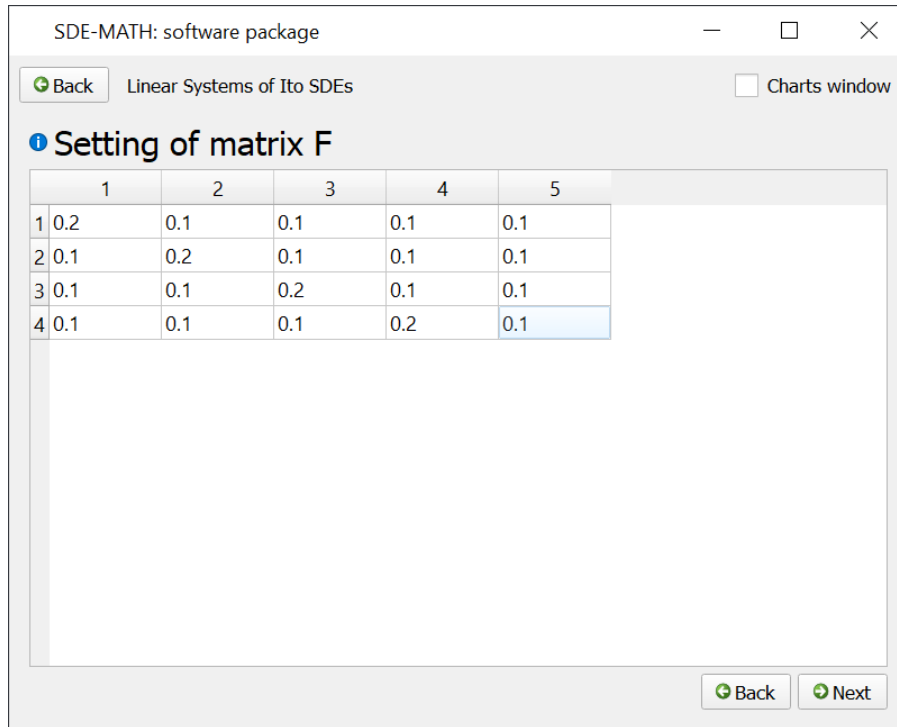 SDE-MATH: software package
Back Linear Systems of Ito SDEs Charts window
Setting of matrix F
1 2 3 4 5
1 0.2 0.1 0.1 0.1 0.1
2 0.1 0.2 0.1 0.1 0.1
3 0.1 0.1 0.2 0.1 0.1
4 0.1 0.1 0.1 0.2 0.1
Back Next